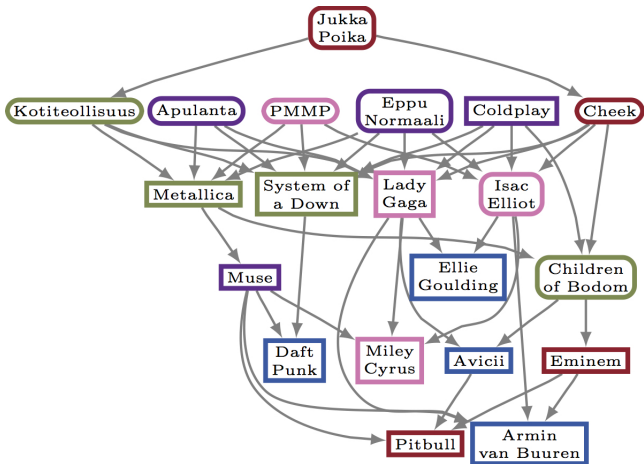 Jukka
Poika
Kotiteollisuus
Apulanta
PMMP
Eppu
Normaali
Coldplay
Cheek
Metallica
System of
a Down
Lady
Gaga
Isac
Elliot
Ellie
Goulding
Children
of Bodom
Muse
Daft
Punk
Miley
Cyrus
Avicii
Eminem
Pitbull
Armin
van Buuren